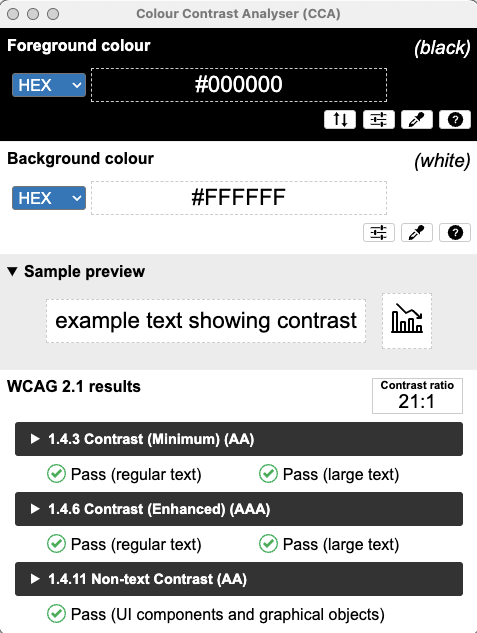 Colour Contrast Analyser (CCA)
Foreground colour (black)
HEX #000000
Background colour (white)
HEX #FFFFFF
Sample preview
example text showing contrast
WCAG 2.1 results Contrast ratio
21:1
1.4.3 Contrast (Minimum) (AA)
Pass (regular text) Pass (large text)
1.4.6 Contrast (Enhanced) (AAA)
Pass (regular text) Pass (large text)
1.4.11 Non-text Contrast (AA)
Pass (UI components and graphical objects)